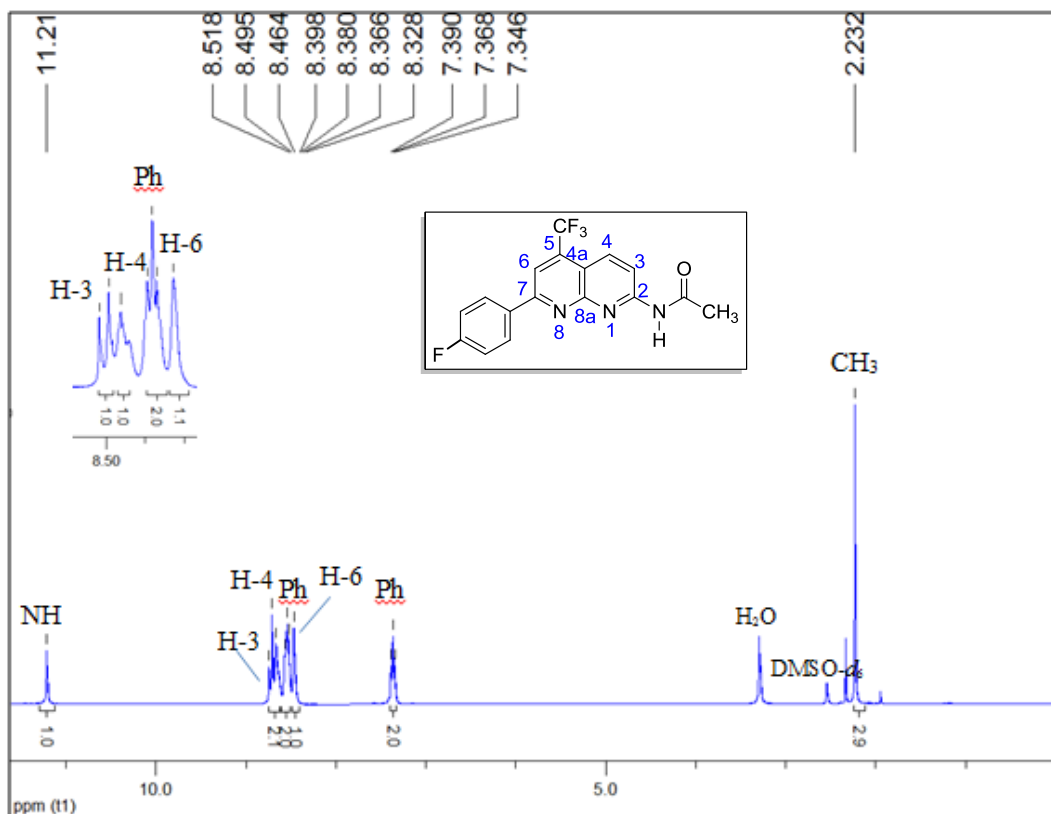 11.21
8.518
8.495
8.464
8.398
8.380
8.366
8.328
7.390
7.368
7.346
2.232
Ph
H-6
H-4
H-3
1.0
1.0
2.0
1.1
8.50
CF3
5
4a
4
6
3
7
2
O
N
8
8a
N
1
N
H
CH3
F
CH3
H-4
Ph
H-6
Ph
NH
H-3
H2O
DMSO-d6
1.0
2.1
1.0
2.0
2.9
10.0
5.0
ppm (t1)